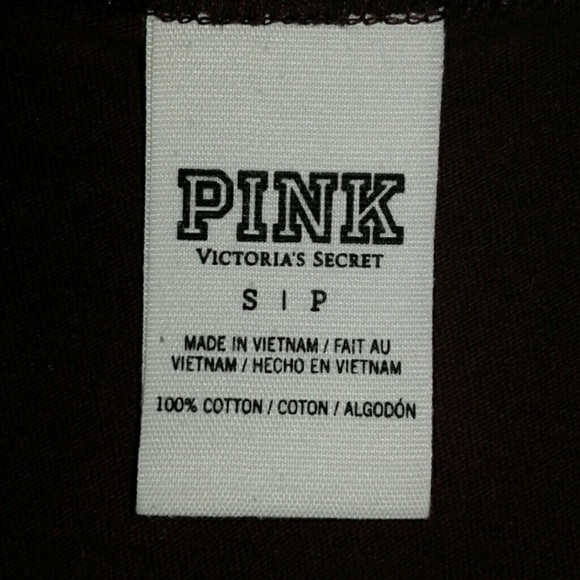 PINK
VICTORIA'S SECRET
S | P
MADE IN VIETNAM / FAIT AU
VIETNAM / HECHO EN VIETNAM
100% COTTON / COTON / ALGODÓN